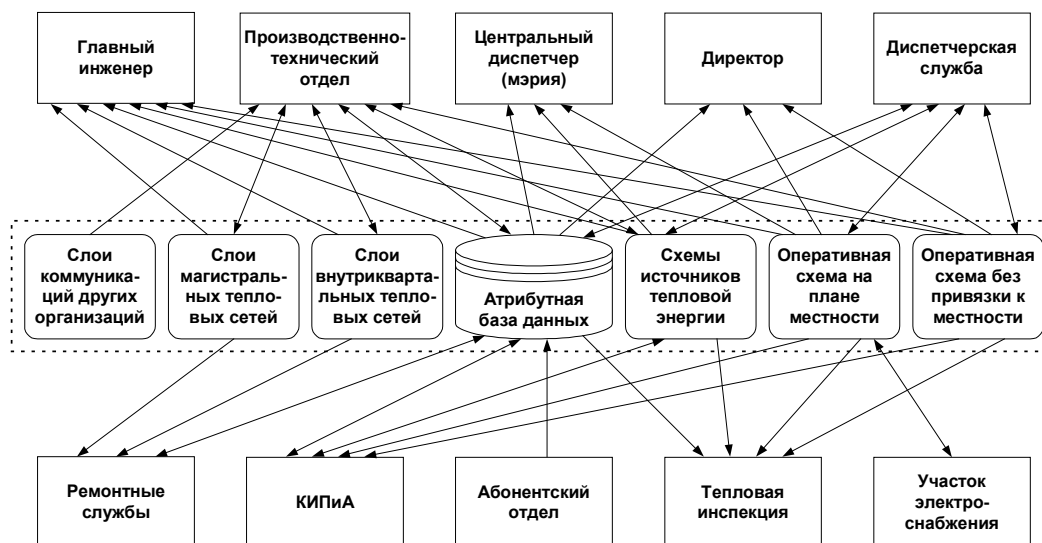 Главный
инженер
Производственно-
технический
отдел
Центральный
диспетчер
(мэрия)
Директор
Диспетчерская
служба
Слои
коммуника-
ций других
организаций
Слои
магистраль-
ных тепло-
вых сетей
Слои
внутрикварта-
льных тепло-
вых сетей
Атрибутная
база данных
Схемы
источников
тепловой
энергии
Оперативная
схема на
плане
местности
Оперативная
схема без
привязки к
местности
Ремонтные
службы
КИПиА
Абонентский
отдел
Тепловая
инспекция
Участок
электро-
снабжения